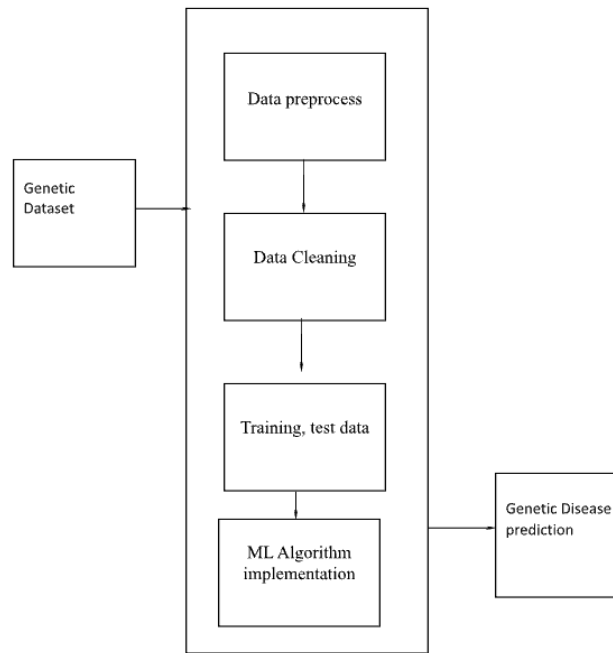 Data preprocess
Genetic
Dataset
Data Cleaning
Training, test data
Genetic Disease
prediction
ML Algorithm
implementation